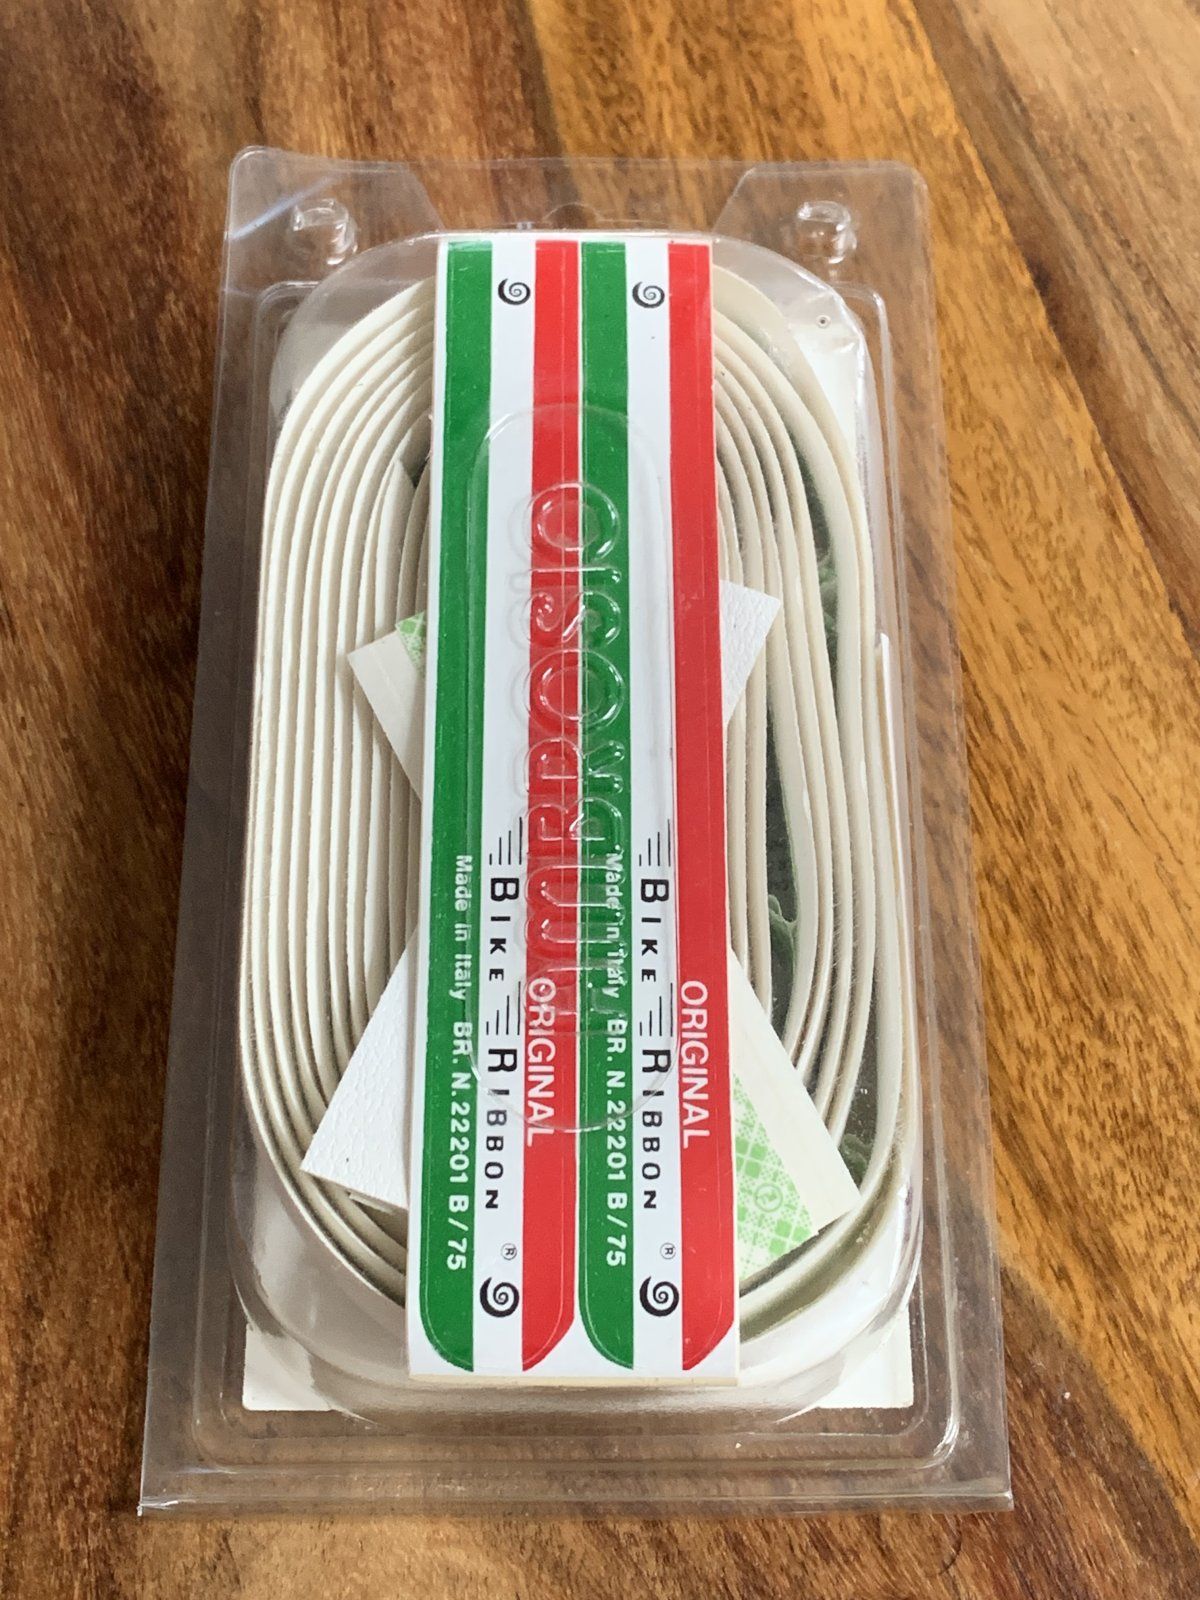 ORIGINAL
BIKE RIBBON ®
Made in Italy BR. N. 22201 B/75
ORIGINAL
BIKE RIBBON ®
Made in Italy BR. N. 22201 B/75